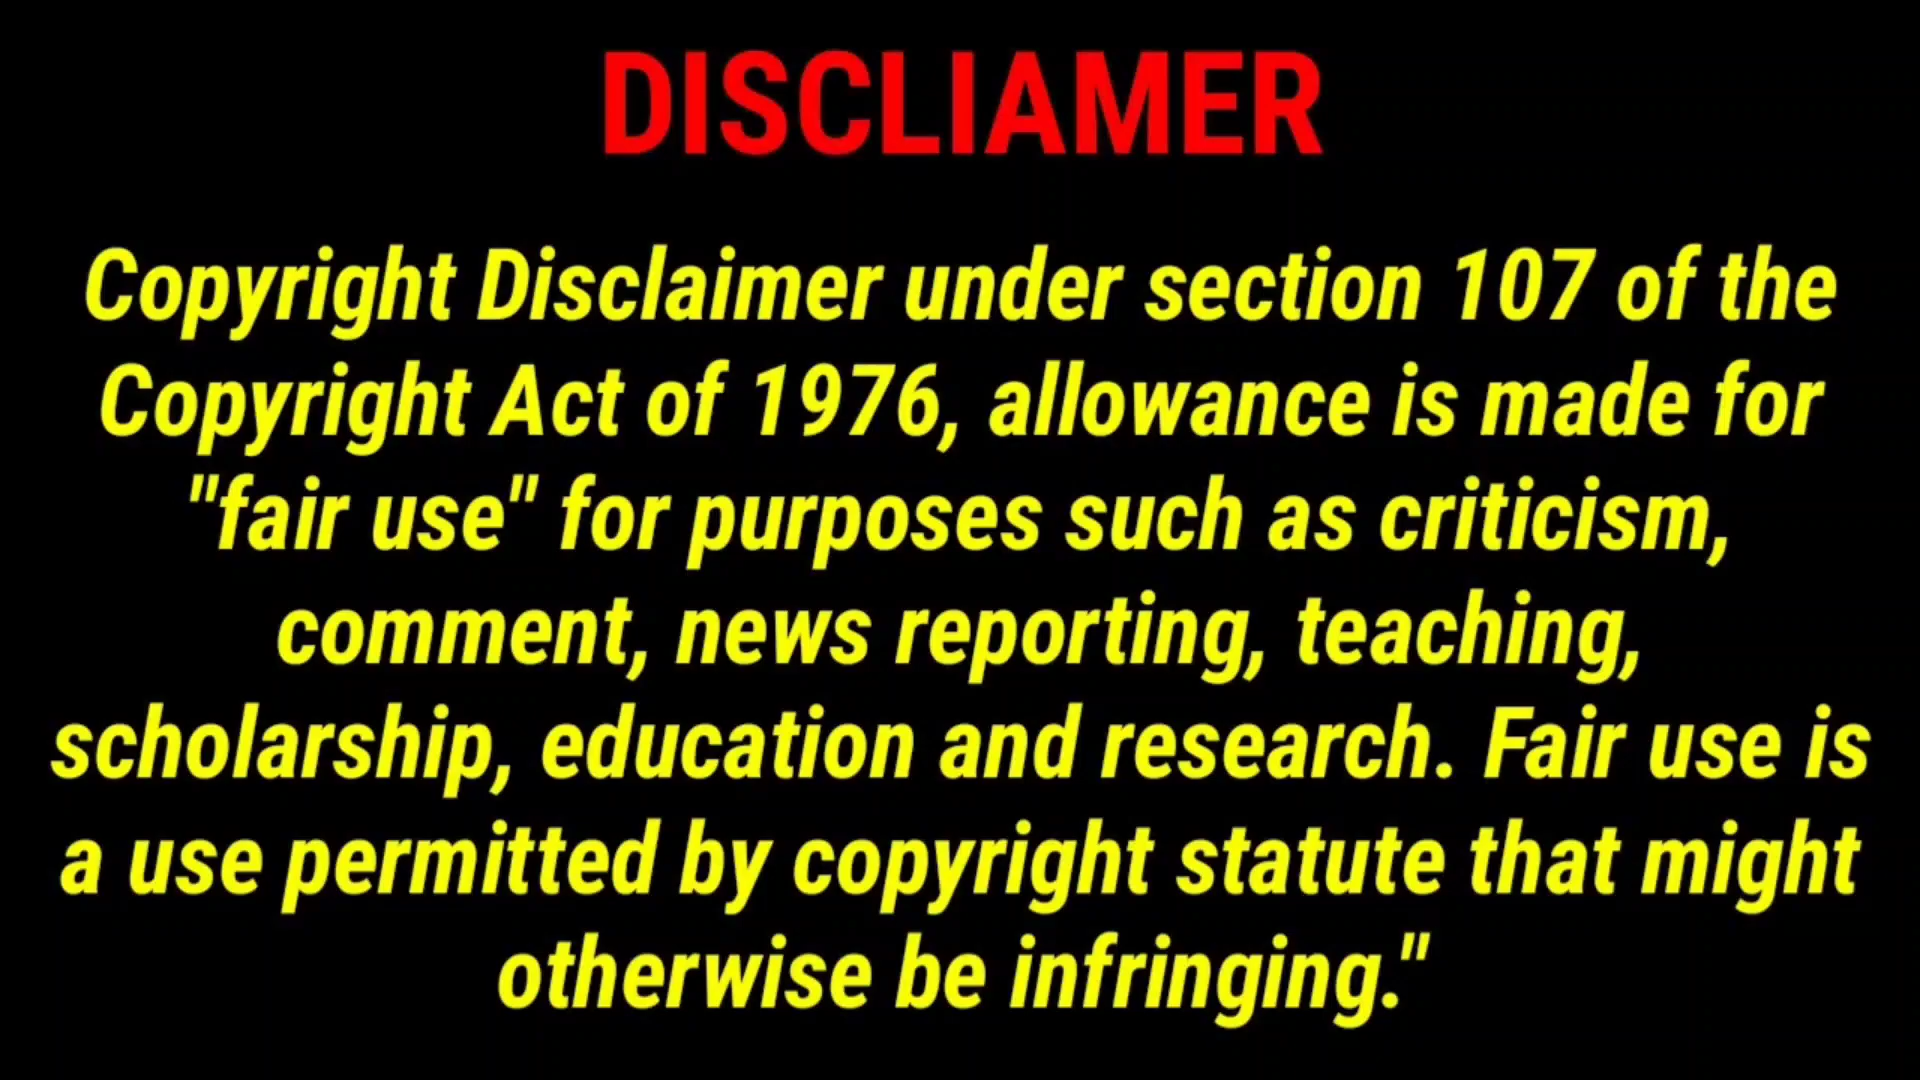 DISCLIAMER
Copyright Disclaimer under section 107 of the
Copyright Act of 1976, allowance is made for
"fair use" for purposes such as criticism,
comment, news reporting, teaching,
scholarship, education and research. Fair use is
a use permitted by copyright statute that might
otherwise be infringing."